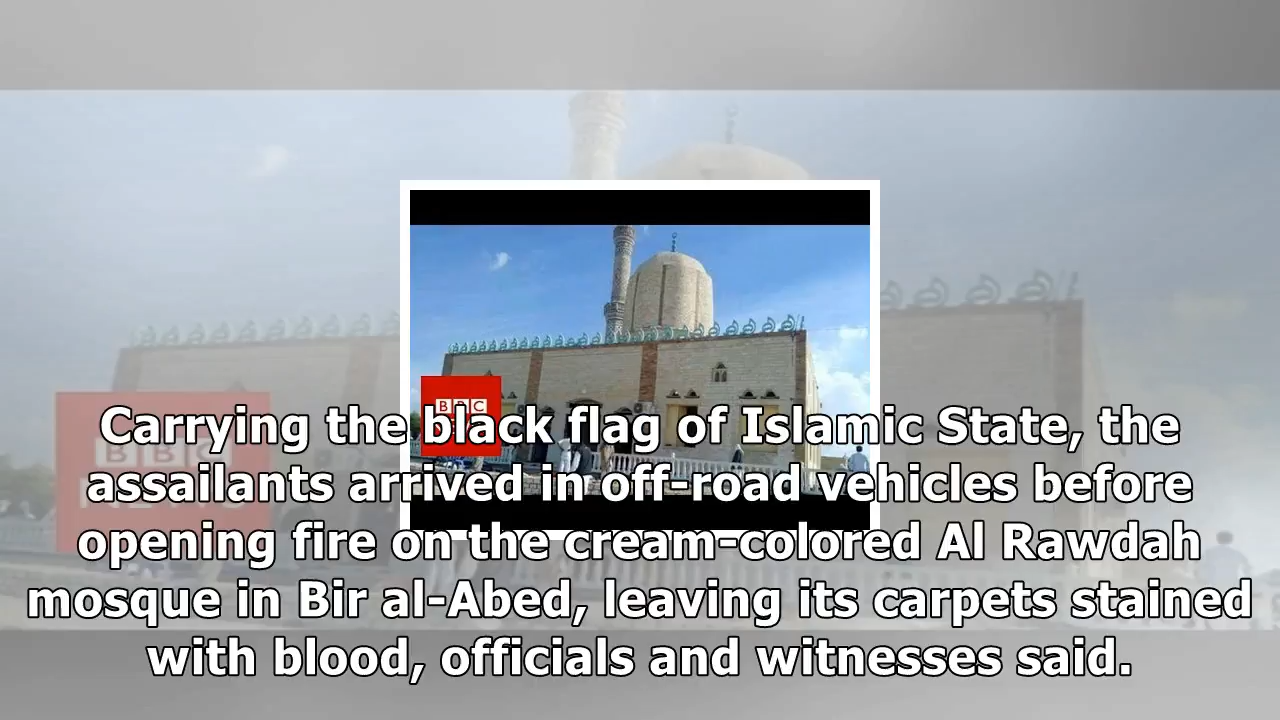 BBC
NEWS
Carrying the black flag of Islamic State, the
assailants arrived in off-road vehicles before
opening fire on the cream-colored Al Rawdah
mosque in Bir al-Abed, leaving its carpets stained
with blood, officials and witnesses said.